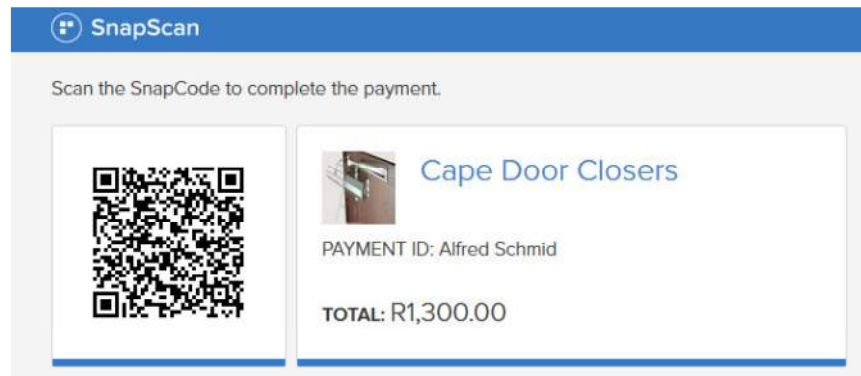 SnapScan
Scan the SnapCode to complete the payment.
Cape Door Closers
PAYMENT ID: Alfred Schmid
TOTAL: R1,300.00